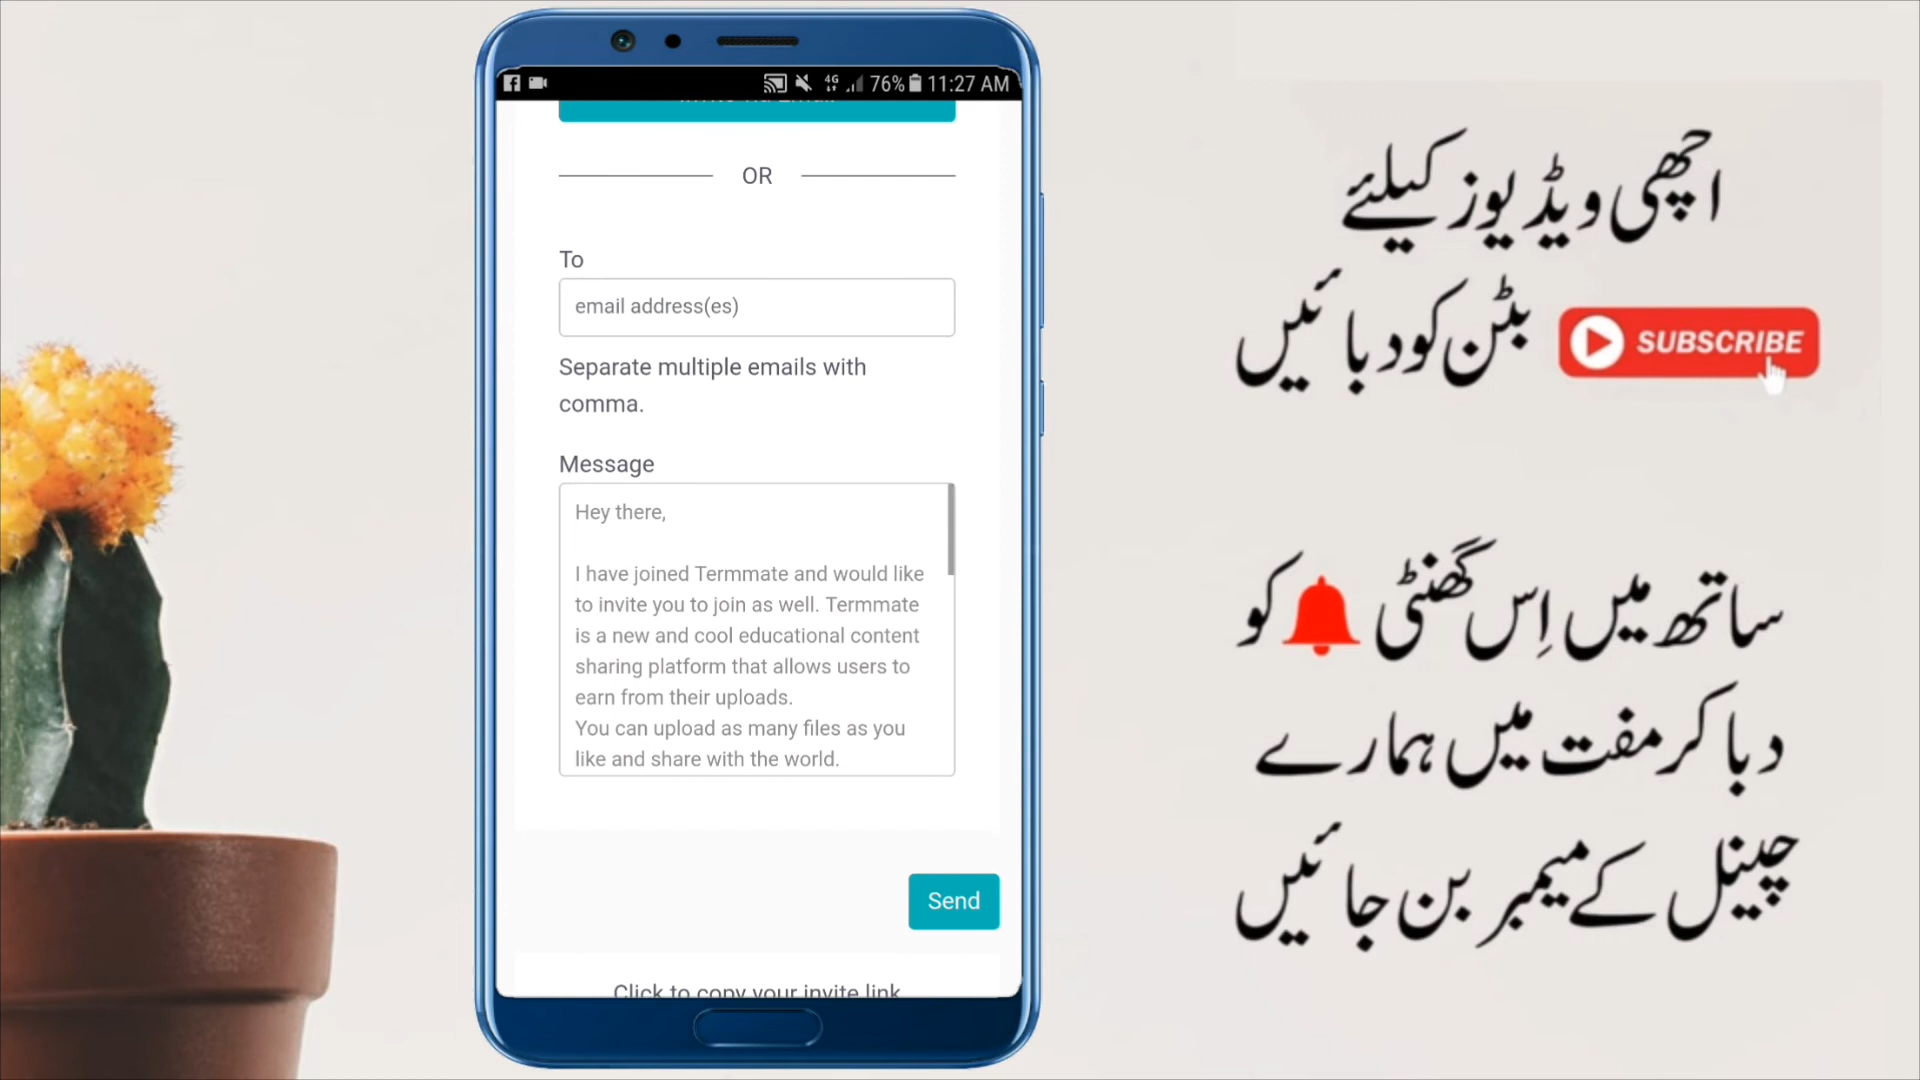 76% 11:27 AM
OR
To
email address(es)
Separate multiple emails with
comma.
Message
Hey there,
I have joined Termmate and would like
to invite you to join as well. Termmate
is a new and cool educational content
sharing platform that allows users to
earn from their uploads.
You can upload as many files as you
like and share with the world.
Send
Click to copy your invite link
اچھی ویڈیوز کیلئے
SUBSCRIBE بٹن کو دبائیں
ساتھ میں اِس گھنٹی کو
دبا کر مفت میں ہمارے
چینل کے میمبر بن جائیں